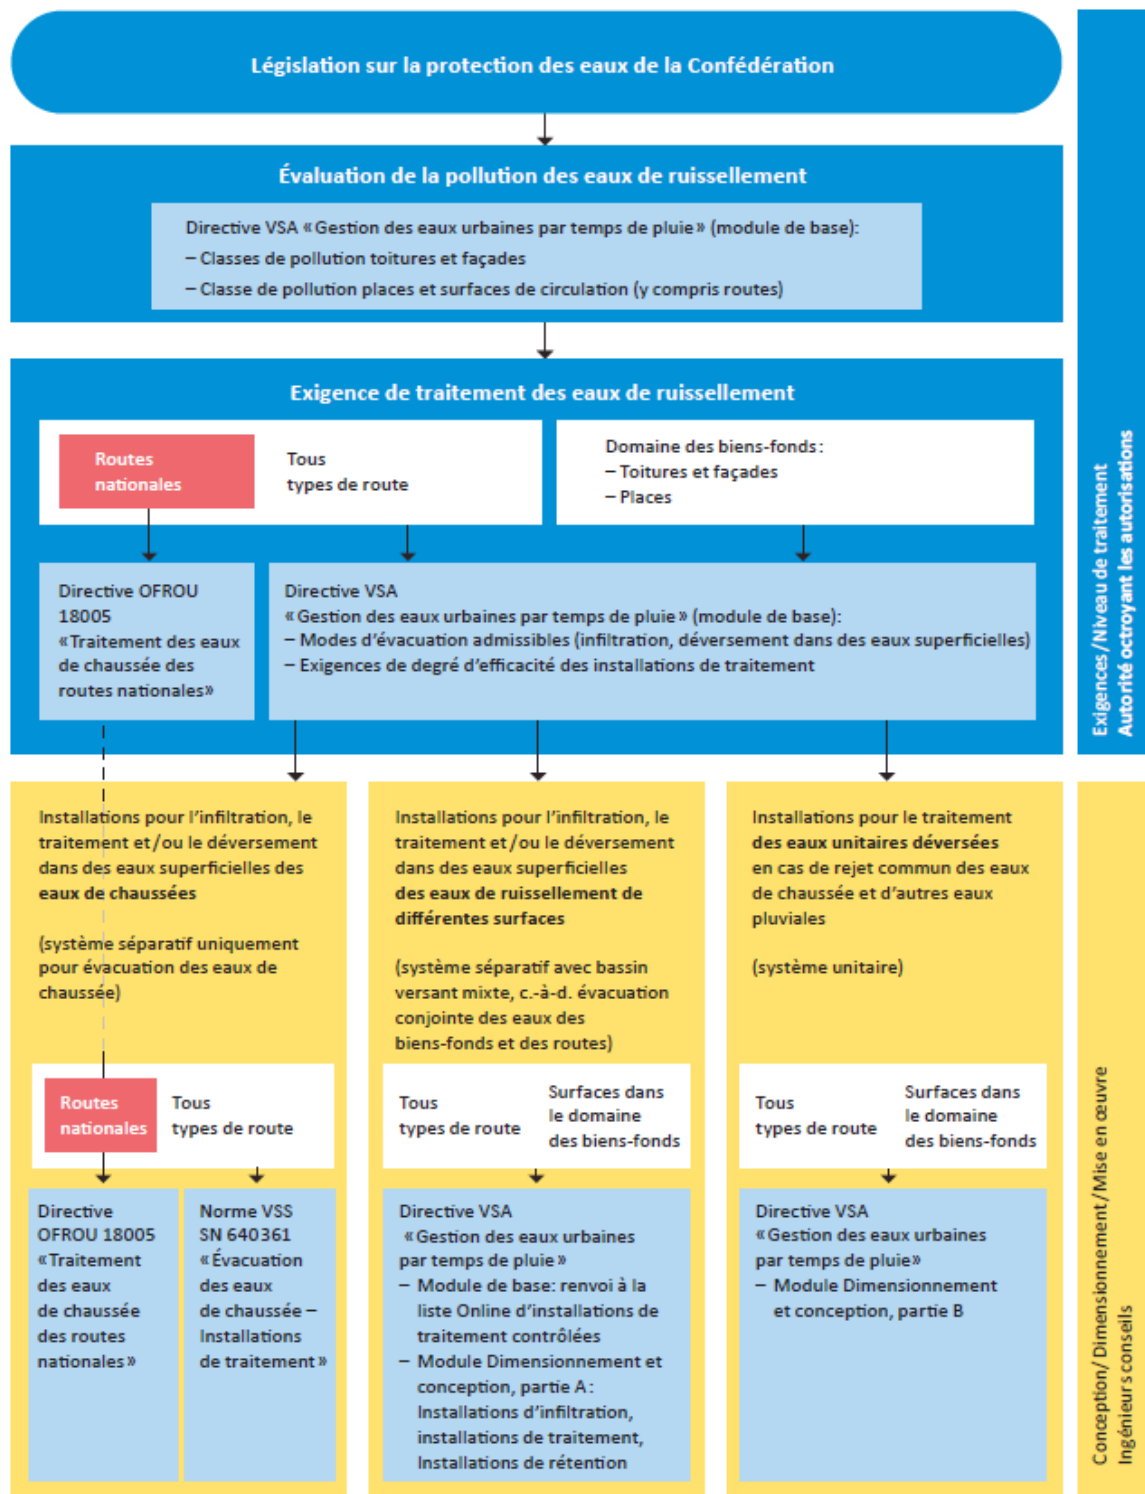 Législation sur la protection des eaux de la Confédération
Évaluation de la pollution des eaux de ruissellement
Directive VSA «Gestion des eaux urbaines par temps de pluie» (module de base):
– Classes de pollution toitures et façades
– Classe de pollution places et surfaces de circulation (y compris routes)
Exigence de traitement des eaux de ruissellement
Routes
nationales
Tous
types de route
Domaine des biens-fonds:
– Toitures et façades
– Places
Directive OFROU
18005
«Traitement des eaux
de chaussée des
routes nationales»
Directive VSA
«Gestion des eaux urbaines par temps de pluie» (module de base):
– Modes d'évacuation admissibles (infiltration, déversement dans des eaux superficielles)
– Exigences de degré d'efficacité des installations de traitement
Exigences/Niveau de traitement
Autorité octroyant les autorisations
Installations pour l'infiltration, le
traitement et/ou le déversement
dans des eaux superficielles des
eaux de chaussées
(système séparatif uniquement
pour évacuation des eaux de
chaussée)
Routes
nationales
Tous
types de route
Directive
OFROU 18005
«Traitement
des eaux
de chaussée
des routes
nationales»
Norme VSS
SN 640361
«Évacuation
des eaux
de chaussée –
Installations
de traitement»
Installations pour l'infiltration, le
traitement et/ou le déversement
dans des eaux superficielles
des eaux de ruissellement de
différentes surfaces
(système séparatif avec bassin
versant mixte, c.-à-d. évacuation
conjointe des eaux des
biens-fonds et des routes)
Tous
types de route
Surfaces dans
le domaine
des biens-fonds
Directive VSA
«Gestion des eaux urbaines
par temps de pluie»
– Module de base: renvoi à la
liste Online d'installations de
traitement contrôlées
– Module Dimensionnement et
conception, partie A:
Installations d'infiltration,
installations de traitement,
Installations de rétention
Installations pour le traitement
des eaux unitaires déversées
en cas de rejet commun des eaux
de chaussée et d'autres eaux
pluviales
(système unitaire)
Tous
types de route
Surfaces dans
le domaine
des biens-fonds
Directive VSA
«Gestion des eaux urbaines
par temps de pluie»
– Module Dimensionnement
et conception, partie B
Conception/Dimensionnement/Mise en œuvre
Ingénieurs conseils